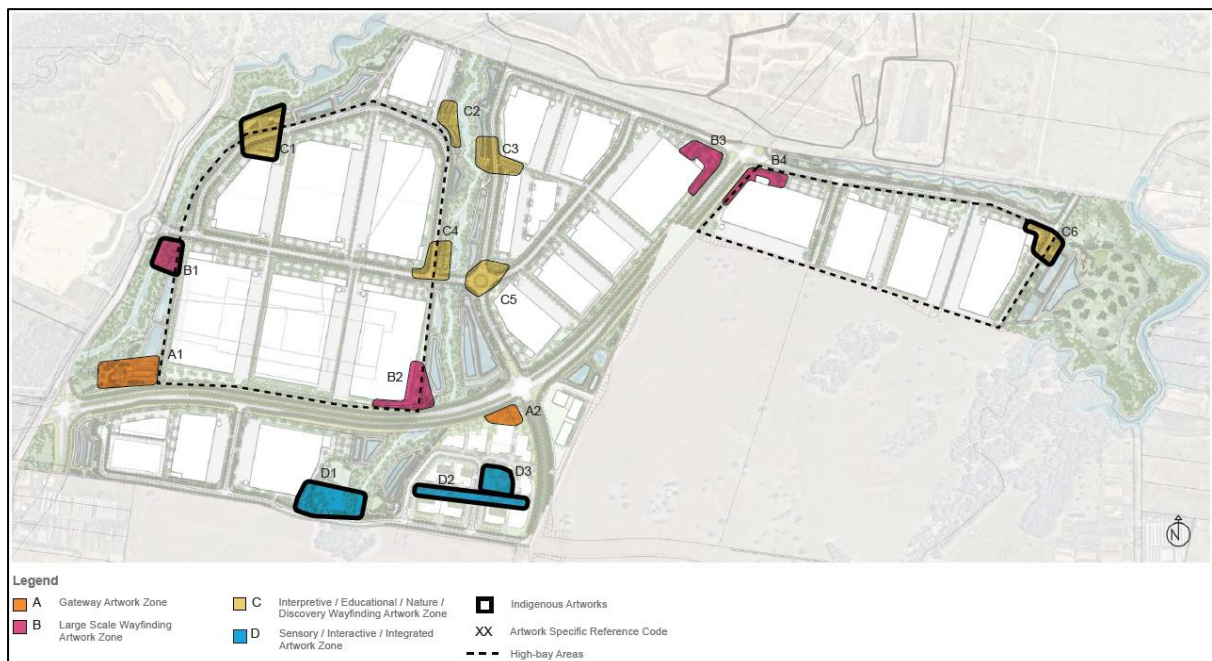 C2
C1
C3
B3
B4
C4
C6
B1
C5
A1
B2
A2
D1
D2
D3
N
Legend
A Gateway Artwork Zone
B Large Scale Wayfinding
Artwork Zone
C Interpretive / Educational / Nature /
Discovery Wayfinding Artwork Zone
D Sensory / Interactive / Integrated
Artwork Zone
Indigenous Artworks
XX Artwork Specific Reference Code
High-bay Areas